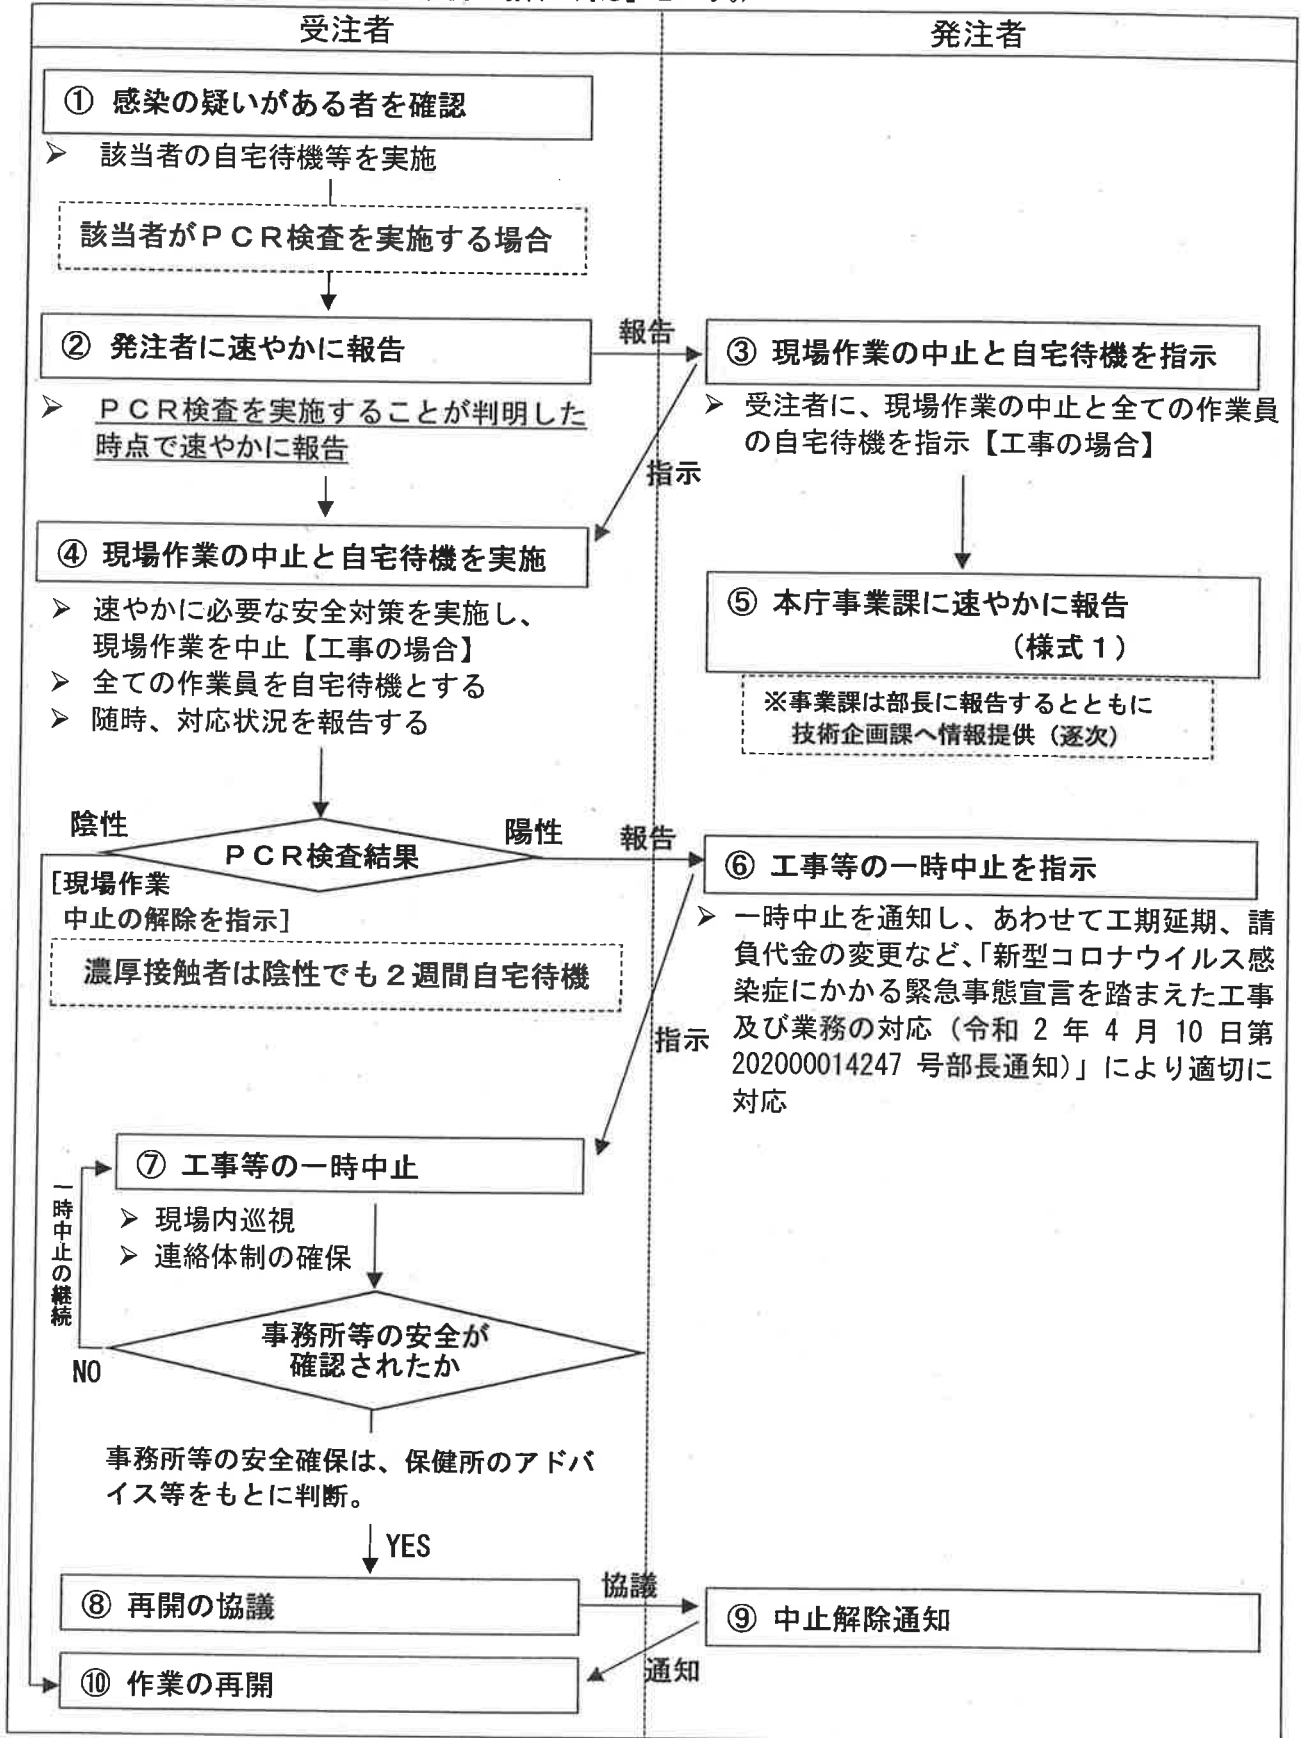 受注者
発注者
① 感染の疑いがある者を確認
➢ 該当者の自宅待機等を実施
該当者がＰＣＲ検査を実施する場合
② 発注者に速やかに報告
報告
③ 現場作業の中止と自宅待機を指示
➢ ＰＣＲ検査を実施することが判明した
時点で速やかに報告
➢ 受注者に、現場作業の中止と全ての作業員
の自宅待機を指示【工事の場合】
指示
④ 現場作業の中止と自宅待機を実施
➢ 速やかに必要な安全対策を実施し、
現場作業を中止【工事の場合】
➢ 全ての作業員を自宅待機とする
➢ 随時、対応状況を報告する
⑤ 本庁事業課に速やかに報告
（様式１）
※事業課は部長に報告するとともに
技術企画課へ情報提供（逐次）
陰性
ＰＣＲ検査結果
陽性
報告
⑥ 工事等の一時中止を指示
[現場作業
中止の解除を指示]
濃厚接触者は陰性でも２週間自宅待機
➢ 一時中止を通知し、あわせて工期延期、請
負代金の変更など、「新型コロナウイルス感
染症にかかる緊急事態宣言を踏まえた工事
及び業務の対応（令和 2 年 4 月 10 日第
202000014247 号部長通知）」により適切に
対応
指示
⑦ 工事等の一時中止
➢ 現場内巡視
➢ 連絡体制の確保
一時中止の継続
事務所等の安全が
確認されたか
NO
事務所等の安全確保は、保健所のアドバ
イス等をもとに判断。
YES
⑧ 再開の協議
協議
⑨ 中止解除通知
通知
⑩ 作業の再開